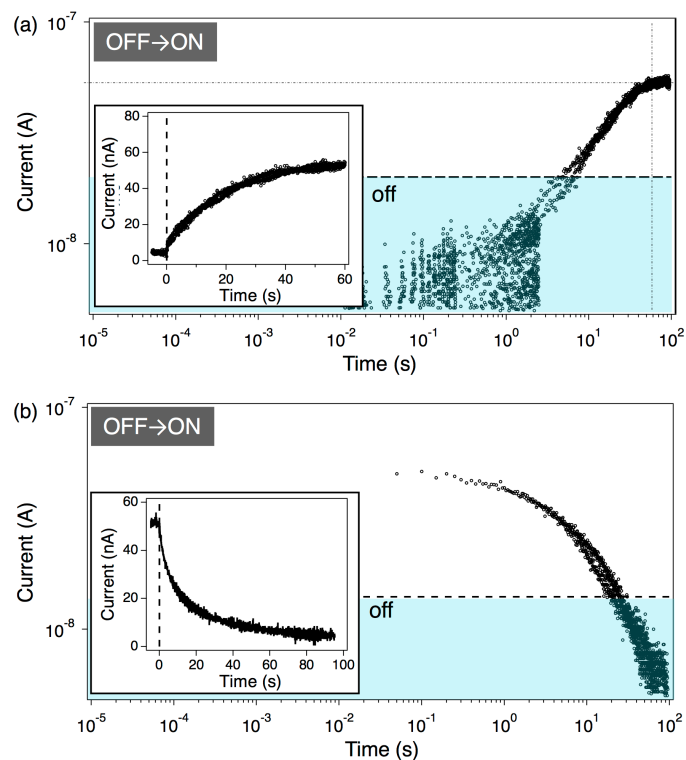 (a)
OFF→ON
10⁻⁷
Current (A)
10⁻⁸
off
80
60
40
20
0
Current (nA)
0 20 40 60
Time (s)
10⁻⁵ 10⁻⁴ 10⁻³ 10⁻² 10⁻¹ 10⁰ 10¹ 10²
Time (s)
(b)
OFF→ON
10⁻⁷
Current (A)
10⁻⁸
off
60
40
20
0
Current (nA)
0 20 40 60 80 100
Time (s)
10⁻⁵ 10⁻⁴ 10⁻³ 10⁻² 10⁻¹ 10⁰ 10¹ 10²
Time (s)